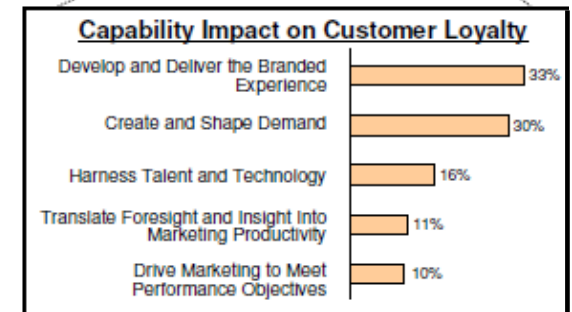 Capability Impact on Customer Loyalty
Develop and Deliver the Branded
Experience
33%
Create and Shape Demand
30%
Harness Talent and Technology
16%
Translate Foresight and Insight Into
Marketing Productivity
11%
Drive Marketing to Meet
Performance Objectives
10%